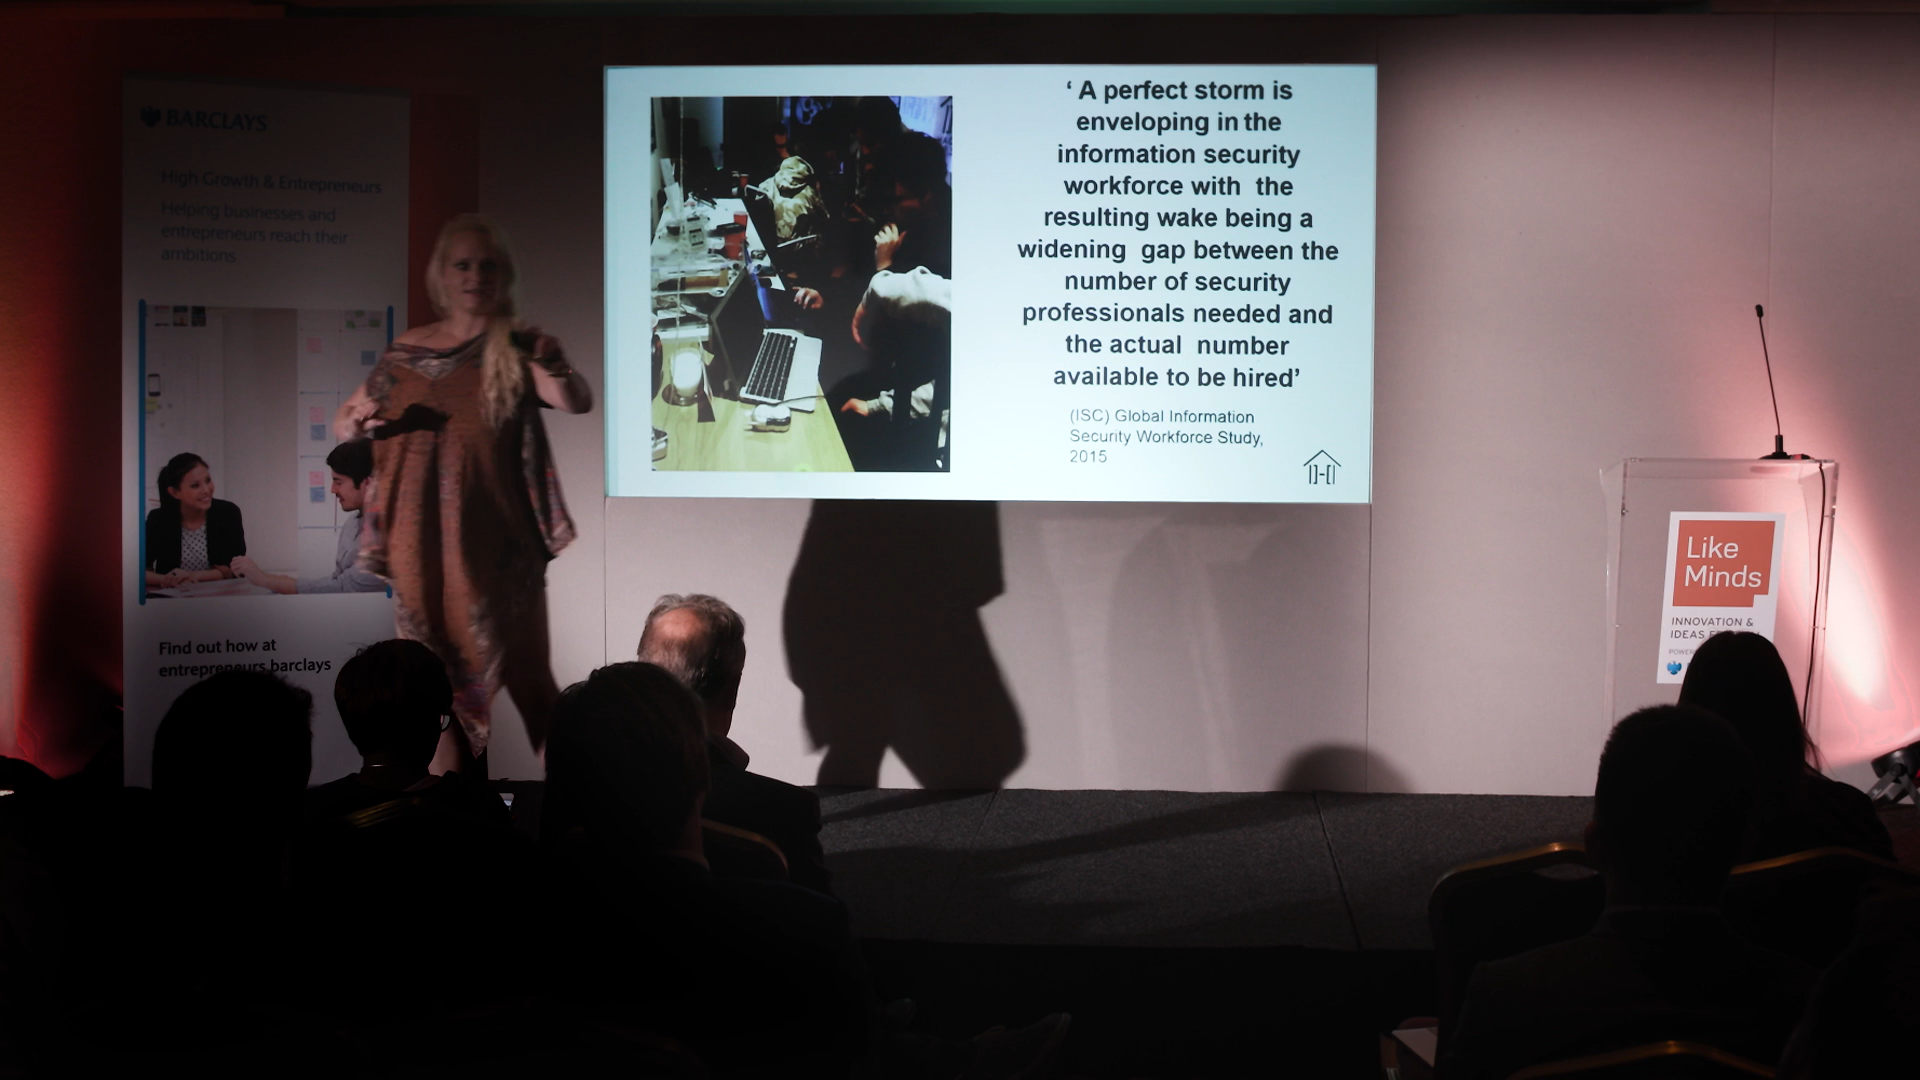 BARCLAYS
High Growth & Entrepreneurs
Helping businesses and
entrepreneurs reach their
ambitions
Find out how at
entrepreneurs barclays
‘ A perfect storm is
enveloping in the
information security
workforce with the
resulting wake being a
widening gap between the
number of security
professionals needed and
the actual number
available to be hired’
(ISC) Global Information
Security Workforce Study,
2015
Like
Minds
INNOVATION &
IDEAS